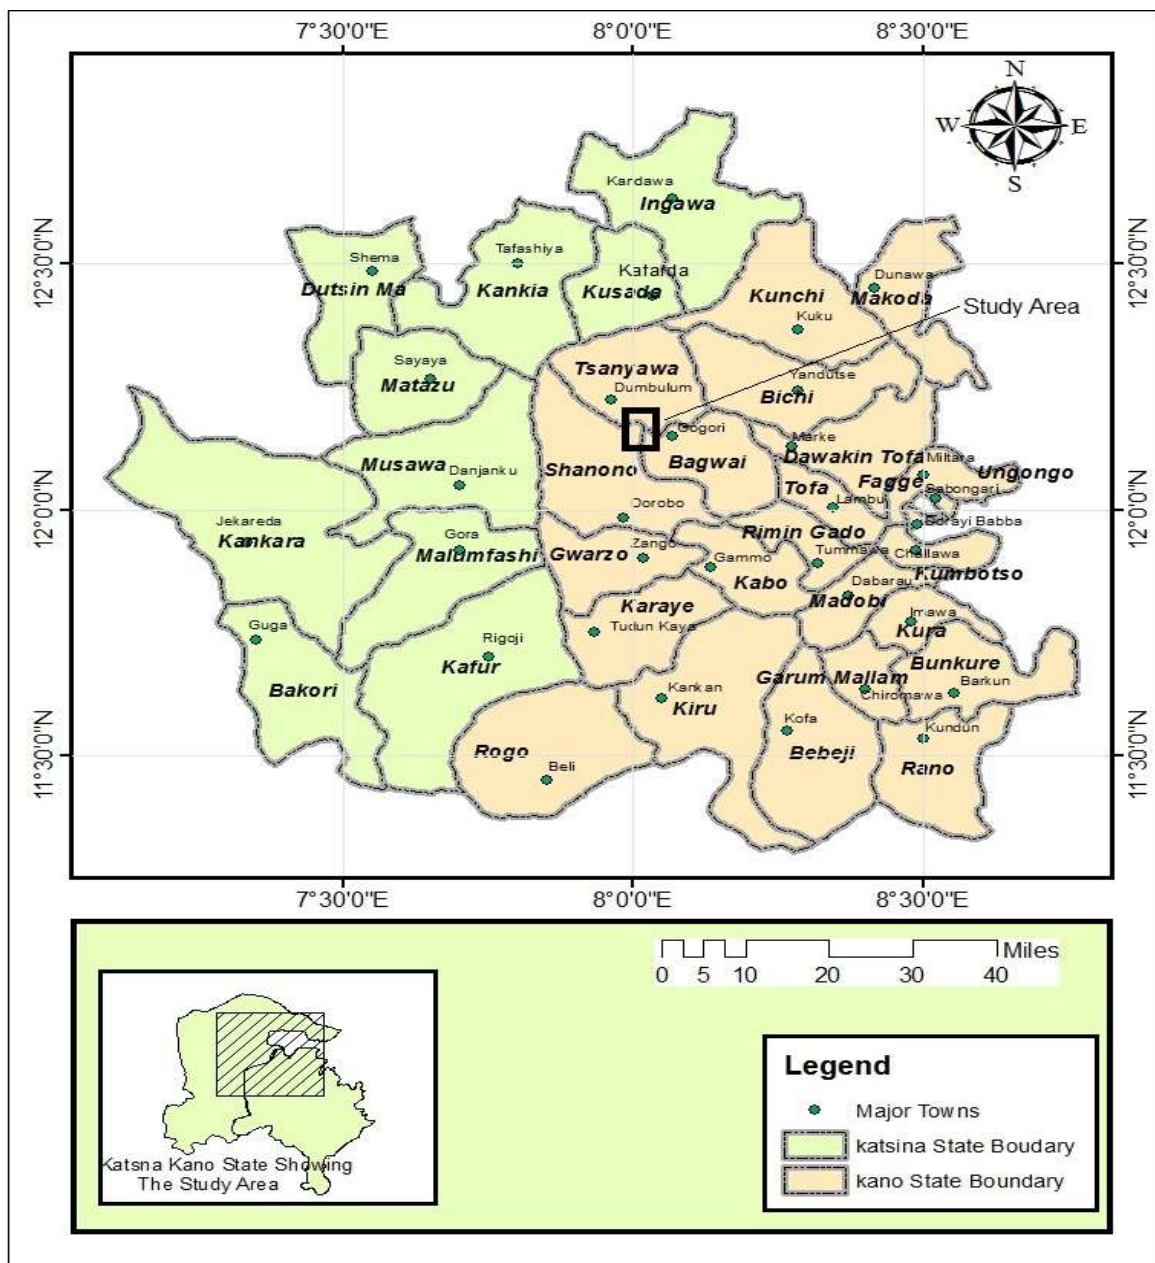 7°30'0"E 8°0'0"E 8°30'0"E
N
W E
S
Kardawa
Ingawa
12°30'0"N
12°30'0"N
Shema
Dutsin Ma
Tafashiya
Kankia
Kafarda
Kusada
Kunchi
Kuku
Dunawa
Makoda
Study Area
Sayaya
Matazu
Tsanyawa
Dumbulum
Yandutse
Bichi
Gogori
Marke
Musawa
Danjanku
Shanono
Bagwai
Dawakin Tofa
Miltara
Ungongo
Tofa
Fagge
Sabongari
Lambu
12°0'0"N
12°0'0"N
Dorobo
Jekareda
Kankara
Gora
Malumfashi
Gwarzo
Zango
Rimin Gado
Dorayi Babba
Gammo
Tummawa
Challawa
Kabo
Kumbotso
Dabarau
Madobi
Karaye
Tudun Kaya
Imawa
Kura
Guga
Rigoji
Kafur
Bakori
Bunkure
Garum Mallam
Barkun
Chiromawa
Kankan
Kiru
Kofa
Bebeji
Kundun
Rano
11°30'0"N
11°30'0"N
Rogo
Beli
7°30'0"E 8°0'0"E 8°30'0"E
Miles
0 5 10 20 30 40
Katsna Kano State Showing
The Study Area
Legend
Major Towns
katsina State Boudary
kano State Boundary